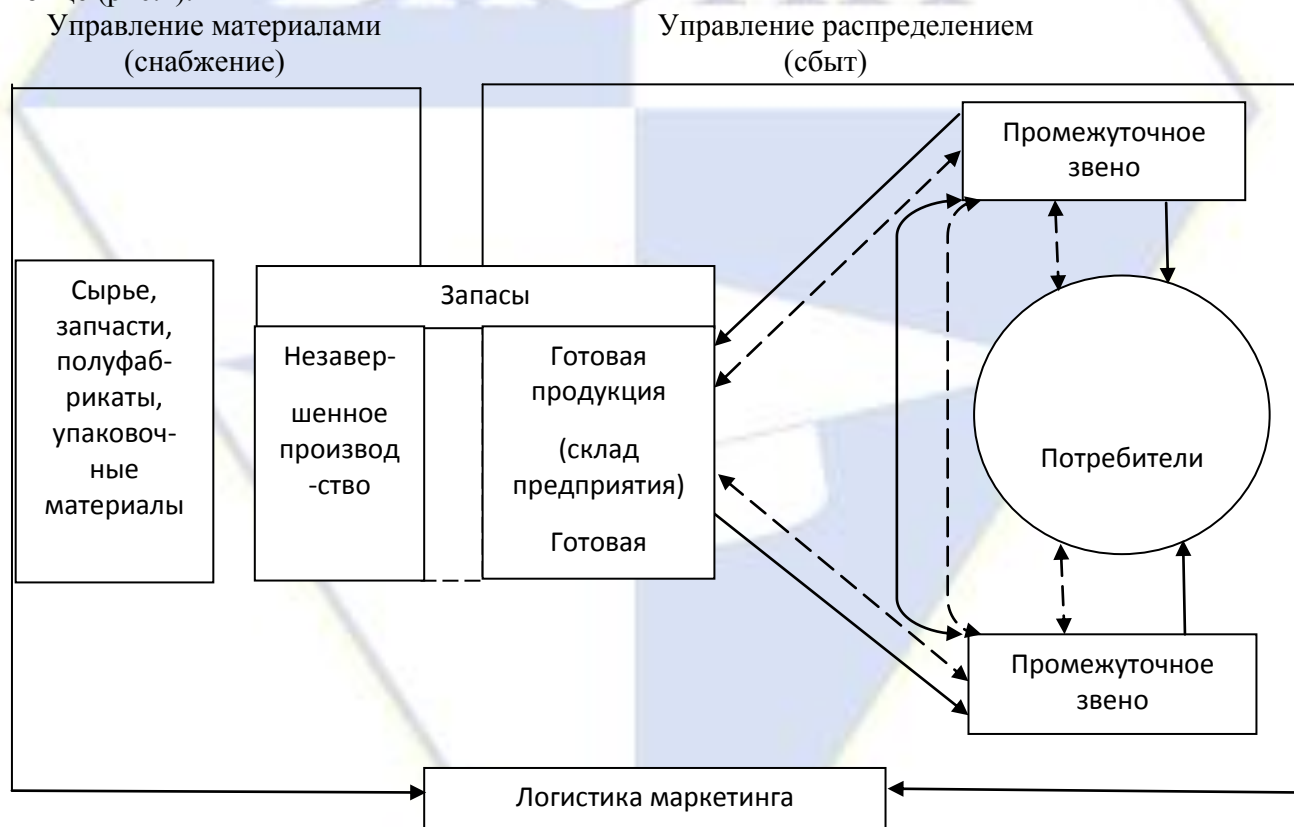 Управление материалами
(снабжение)
Управление распределением
(сбыт)
Промежуточное
звено
Сырье,
запчасти,
полуфаб-
рикаты,
упаковоч-
ные
материалы
Запасы
Незавер-
шенное
производ
-ство
Готовая
продукция
(склад
предприятия)
Готовая
Потребители
Промежуточное
звено
Логистика маркетинга